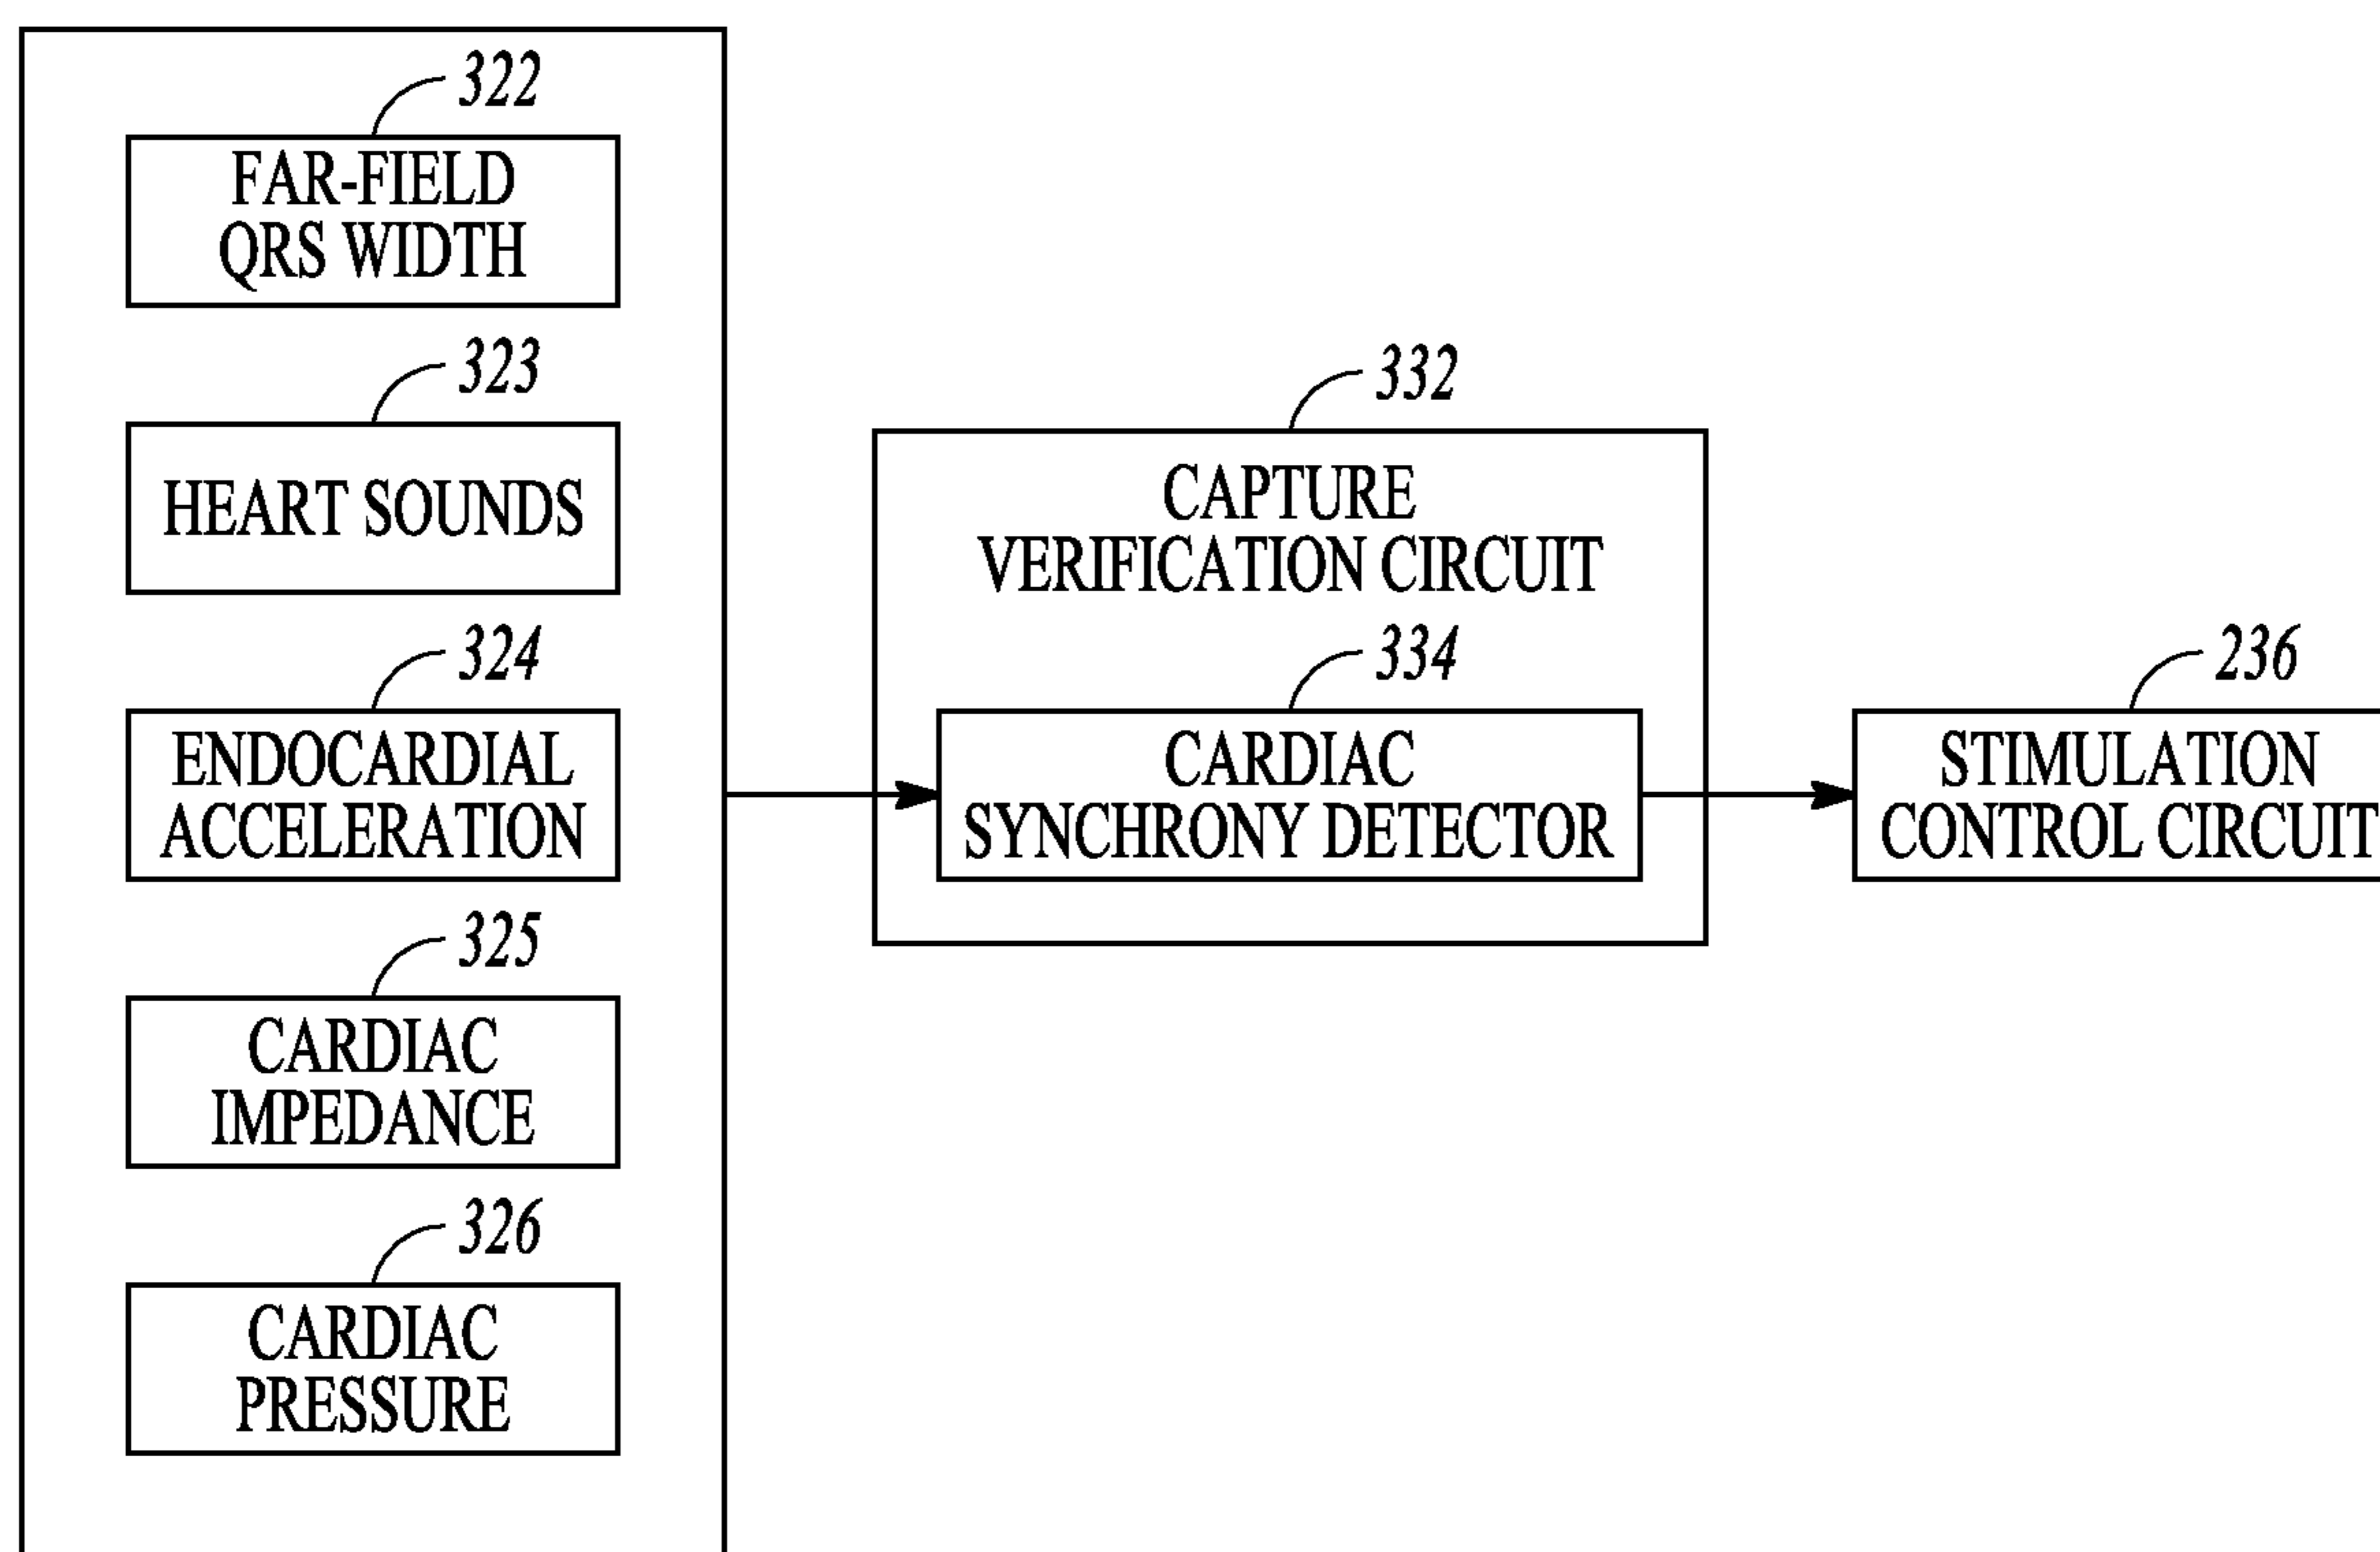 322
FAR-FIELD
QRS WIDTH
323
HEART SOUNDS
324
ENDOCARDIAL
ACCELERATION
325
CARDIAC
IMPEDANCE
326
CARDIAC
PRESSURE
332
CAPTURE
VERIFICATION CIRCUIT
334
CARDIAC
SYNCHRONY DETECTOR
236
STIMULATION
CONTROL CIRCUIT